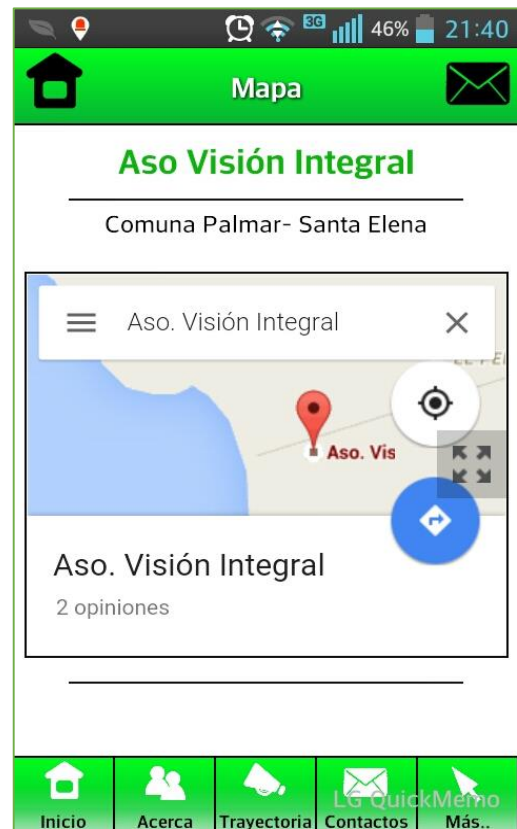 3G 46% 21:40
Mapa
Aso Visión Integral
Comuna Palmar- Santa Elena
Aso. Visión Integral
Aso. Vis
Aso. Visión Integral
2 opiniones
LG QuickMemo
Inicio Acerca Trayectoria Contactos Más..